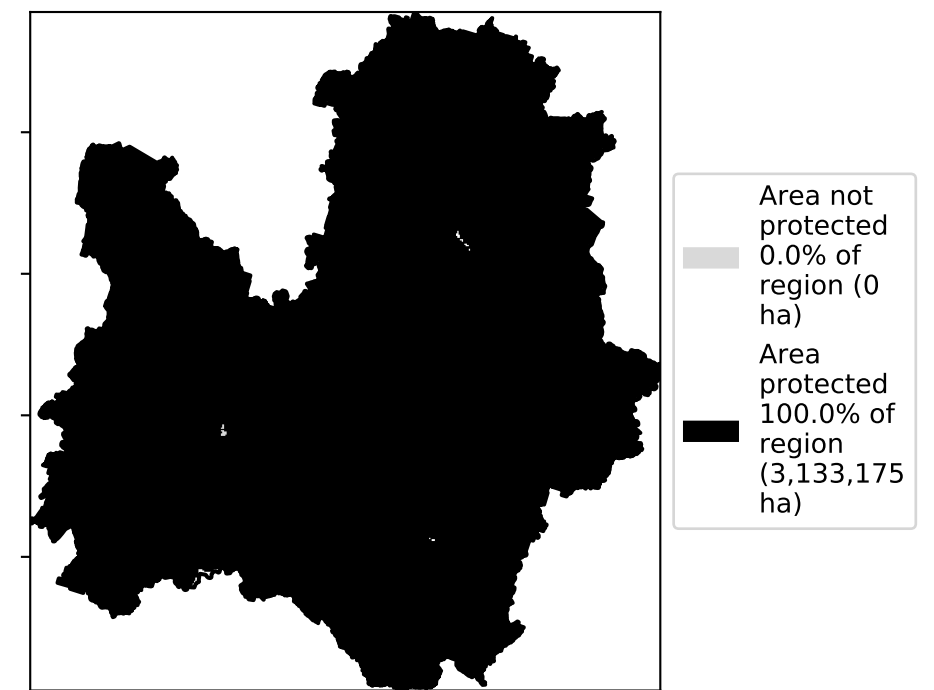 Area not
protected
0.0% of
region (0
ha)
Area
protected
100.0% of
region
(3,133,175
ha)